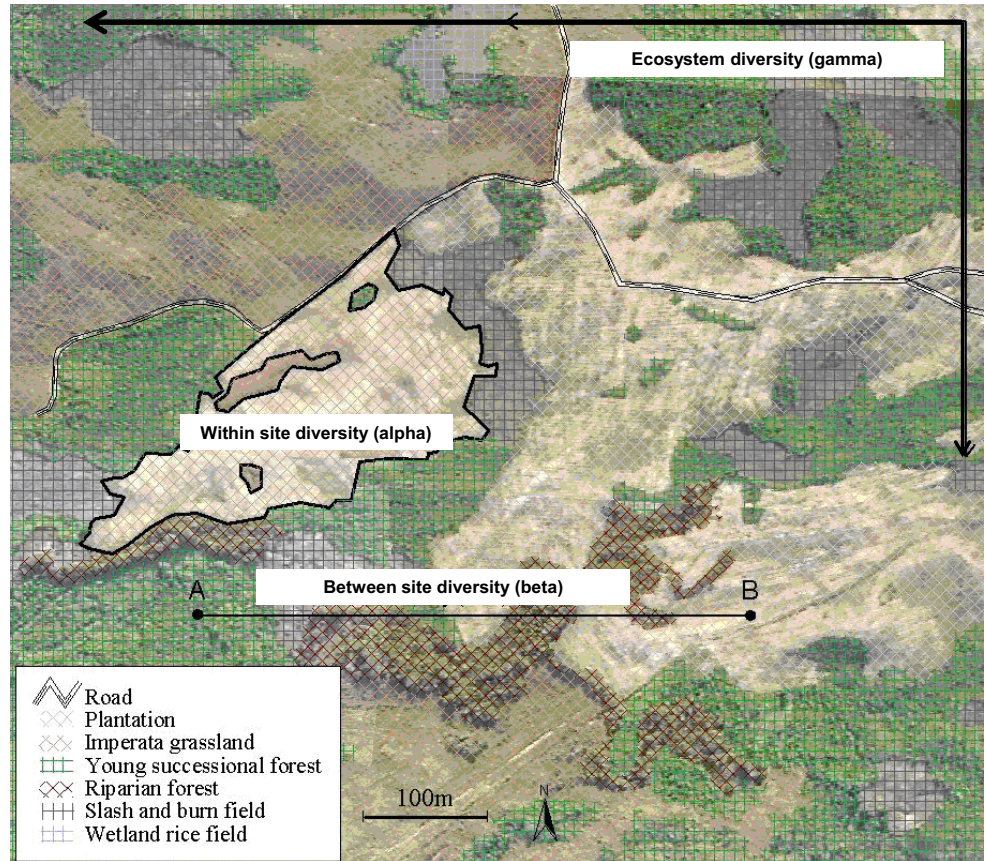 Ecosystem diversity (gamma)
Within site diversity (alpha)
Between site diversity (beta)
A
B
Road
Plantation
Imperata grassland
Young successional forest
Riparian forest
Slash and burn field
Wetland rice field
100m
N